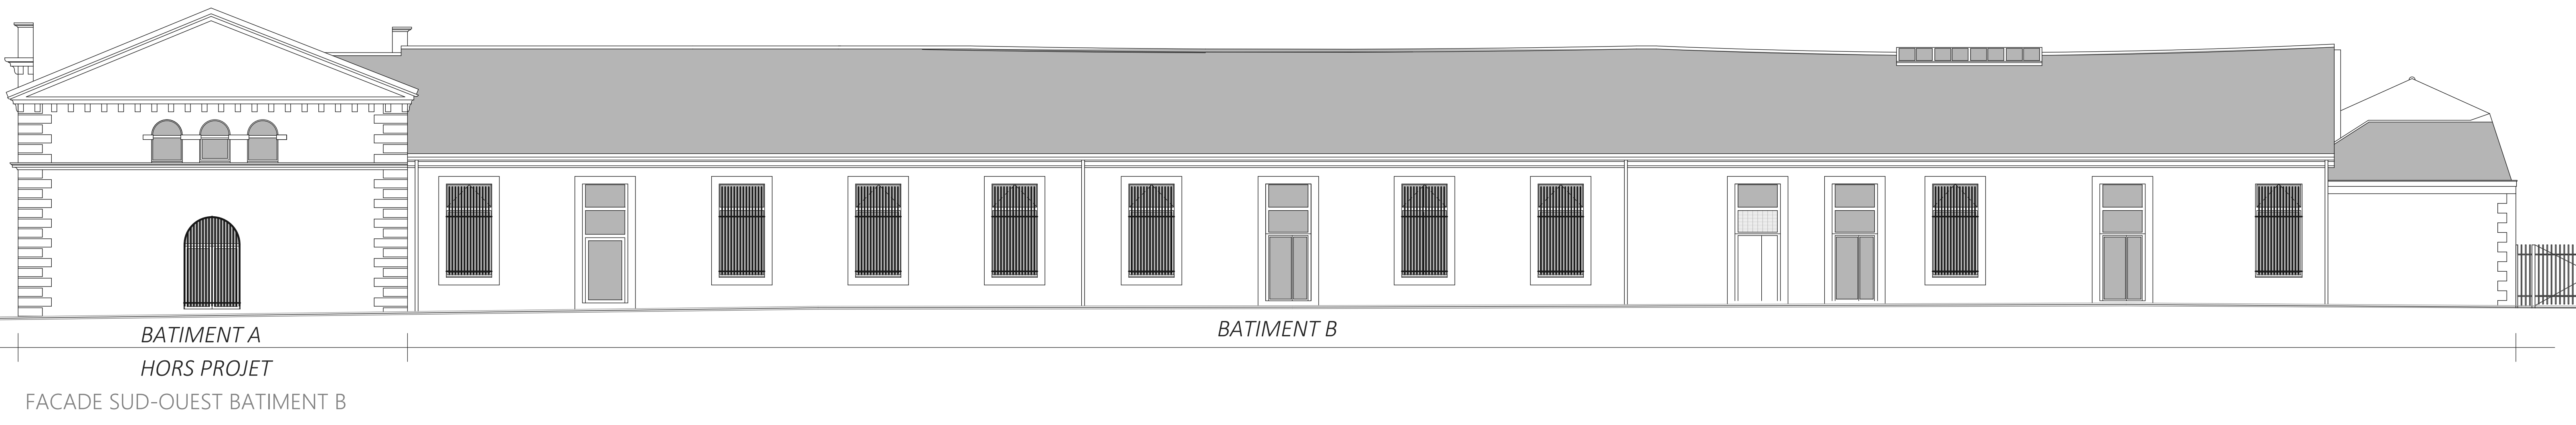 BATIMENT A
BATIMENT B
HORS PROJET
FACADE SUD-OUEST BATIMENT B